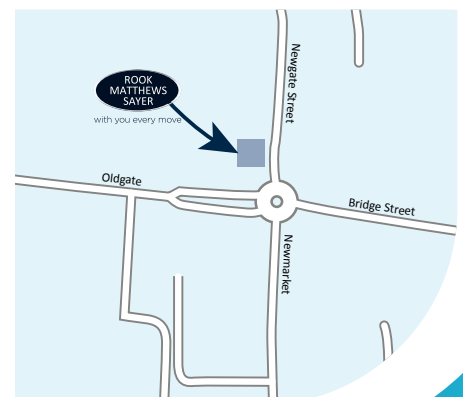 Newgate Street
ROOK
MATTHEWS
SAYER
with you every move
Oldgate
Bridge Street
Newmarket